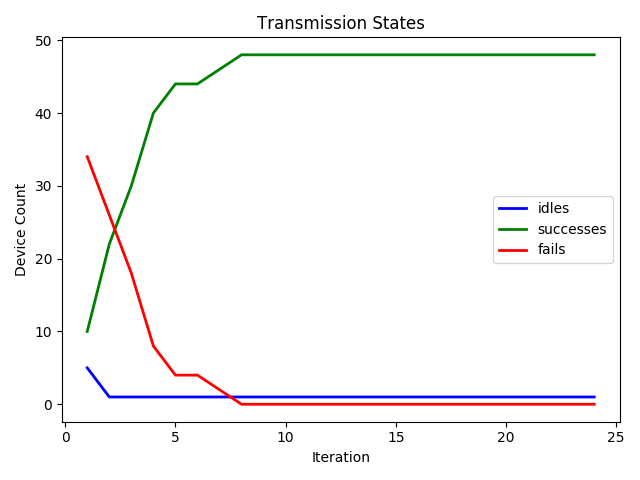 Transmission States
50
40
30
20
10
0
Device Count
idles
successes
fails
0 5 10 15 20 25
Iteration